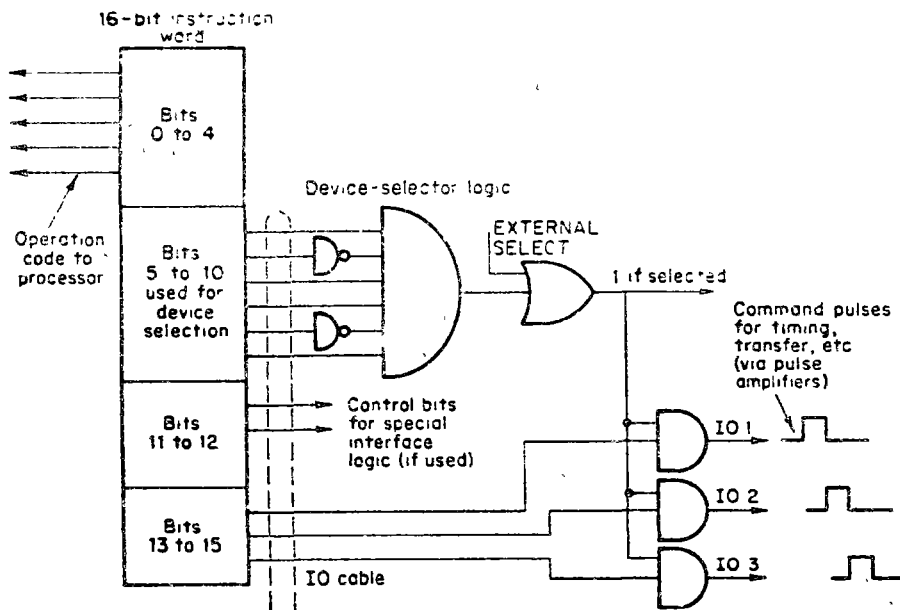 16-bit instruction
word
Bits
0 to 4
Operation
code to
processor
Device-selector logic
Bits
5 to 10
used for
device
selection
EXTERNAL
SELECT
1 if selected
Command pulses
for timing,
transfer, etc
(via pulse
amplifiers)
Bits
11 to 12
Control bits
for special
interface
logic (if used)
IO 1
Bits
13 to 15
IO 2
IO 3
IO cable